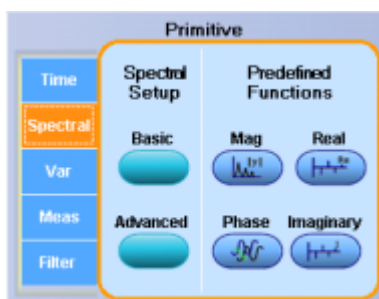 Primitive
Time
Spectral
Var
Meas
Filter
Spectral
Setup
Basic
Advanced
Predefined
Functions
Mag
Real
Phase
Imaginary